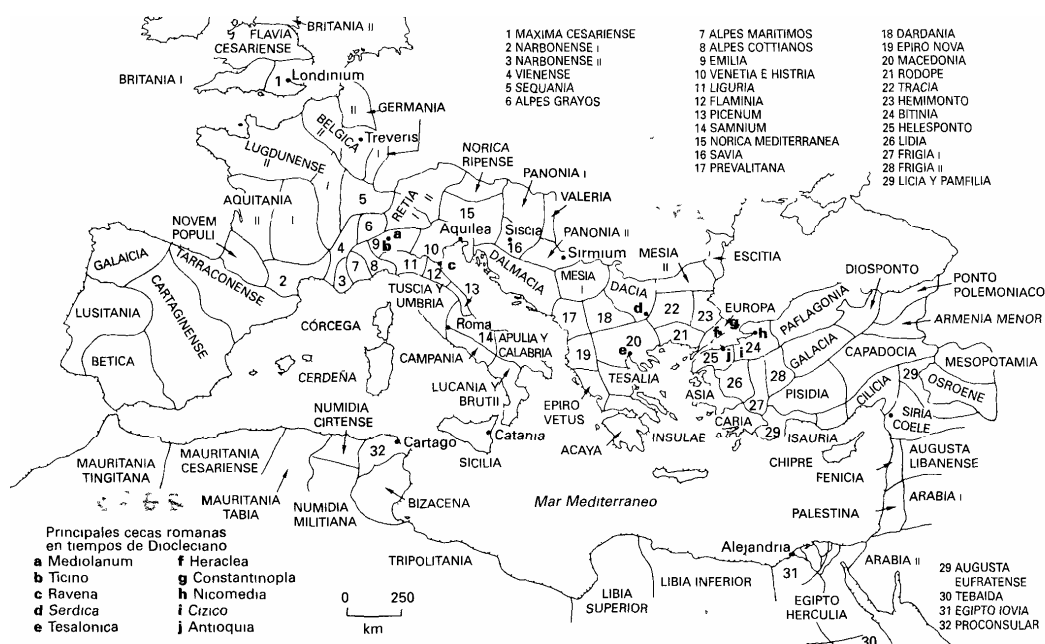 BRITANIA II
FLAVIA
CESARIENSE
BRITANIA I
1
Londinium
1 MAXIMA CESARIENSE
2 NARBONENSE I
3 NARBONENSE II
4 VIENENSE
5 SEQUANIA
6 ALPES GRAYOS
7 ALPES MARITIMOS
8 ALPES COTTIANOS
9 EMILIA
10 VENETIA E HISTRIA
11 LIGURIA
12 FLAMINIA
13 PICENUM
14 SAMNIUM
15 NORICA MEDITERRANEA
16 SAVIA
17 PREVALITANA
18 DARDANIA
19 EPIRO NOVA
20 MACEDONIA
21 RODOPE
22 TRACIA
23 HEMIMONTO
24 BITINIA
25 HELESPONTO
26 LIDIA
27 FRIGIA I
28 FRIGIA II
29 LICIA Y PAMFILIA
II
GERMANIA
BELGICA
II
Treveris
I
I
LUGDUNENSE
II
I
AQUITANIA
II
I
NOVEM
POPULI
5
6
4
9
a
b
7
8
3
2
11
10
12
c
13
RETIA
II
I
NORICA
RIPENSE
PANONIA I
VALERIA
15
Aquilea
Siscia
16
PANONIA II
Sirmium
DALMACIA
MESIA
I
DACIA
MESIA
II
ESCITIA
d
17
18
22
23
21
19
20
e
TESALIA
EPIRO
VETUS
ACAYA
INSULAE
EUROPA
f
g
h
25
j
i
24
ASIA
26
27
28
CARIA
29
DIOSPONTO
PONTO
POLEMONIACO
PAFLAGONIA
ARMENIA MENOR
GALACIA
CAPADOCIA
MESOPOTAMIA
PISIDIA
CILICIA
29
OSROENE
SIRIA
COELE
ISAURIA
CHIPRE
AUGUSTA
LIBANENSE
FENICIA
ARABIA I
PALESTINA
GALAICIA
TARRACONENSE
CARTAGINENSE
LUSITANIA
BETICA
CÓRCEGA
CERDEÑA
TUSCIA Y
UMBRIA
Roma
14
APULIA Y
CALABRIA
CAMPANIA
LUCANIA Y
BRUTII
Catania
SICILIA
NUMIDIA
CIRTENSE
32
Cartago
MAURITANIA
TINGITANA
MAURITANIA
CESARIENSE
MAURITANIA
TABIA
NUMIDIA
MILITIANA
BIZACENA
Mar Mediterraneo
TRIPOLITANIA
LIBIA
SUPERIOR
LIBIA INFERIOR
Alejandria
31
EGIPTO
HERCULIA
ARABIA II
30
Principales cecas romanas
en tiempos de Diocleciano
a Mediolanum
b Ticino
c Ravena
d Serdica
e Tesalonica
f Heraclea
g Constantinopla
h Nicomedia
i Cizico
j Antioquia
0 250
km
29 AUGUSTA
EUFRATENSE
30 TEBAIDA
31 EGIPTO IOVIA
32 PROCONSULAR